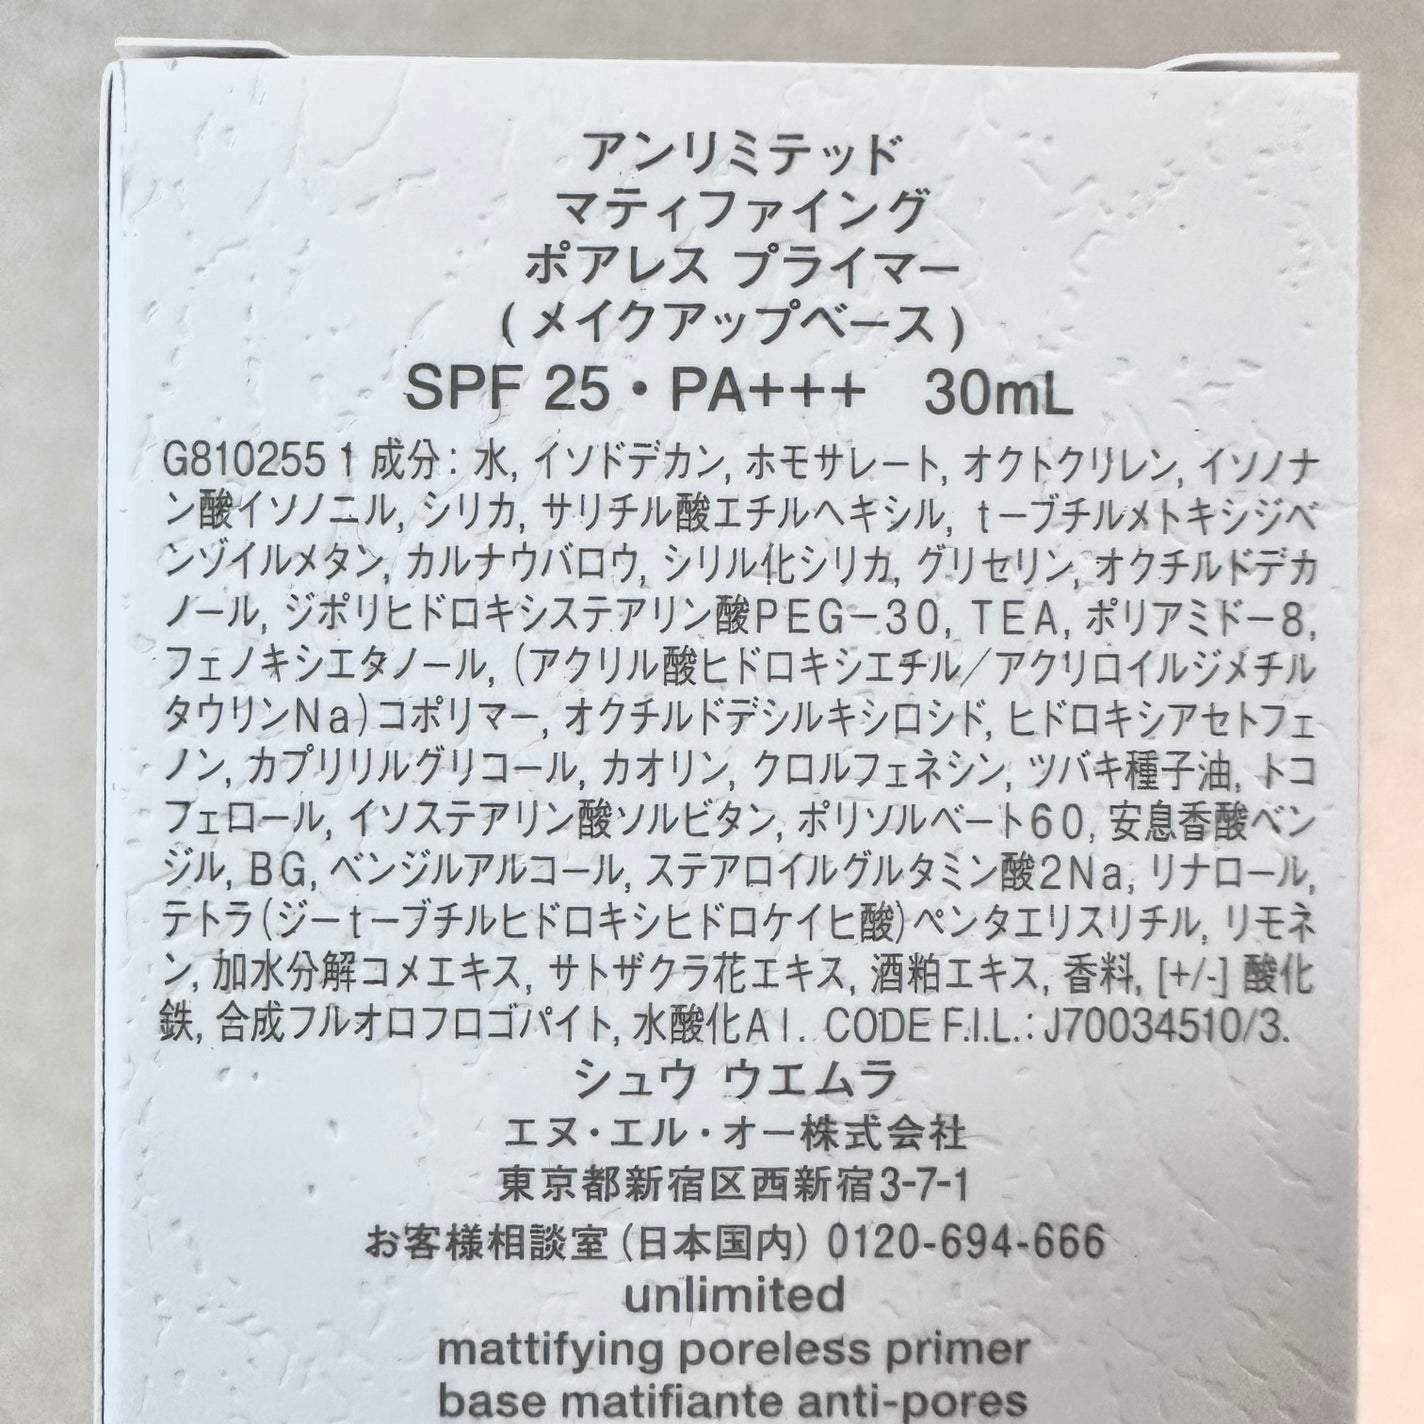 アンリミテッド
マティファイング
ポアレス プライマー
(メイクアップベース)
SPF 25・PA+++ 30mL
G810255 1 成分: 水, イソドデカン, ホモサレート, オクトクリレン, イソノナ
ン酸イソノニル, シリカ, サリチル酸エチルヘキシル, t−ブチルメトキシジベ
ンゾイルメタン, カルナウバロウ, シリル化シリカ, グリセリン, オクチルドデカ
ノール, ジポリヒドロキシステアリン酸PEG−30, TEA, ポリアミド−8,
フェノキシエタノール, (アクリル酸ヒドロキシエチル/アクリロイルジメチル
タウリンNa)コポリマー, オクチルドデシルキシロシド, ヒドロキシアセトフェ
ノン, カプリリルグリコール, カオリン, クロルフェネシン, ツバキ種子油, トコ
フェロール, イソステアリン酸ソルビタン, ポリソルベート60, 安息香酸ベン
ジル, BG, ベンジルアルコール, ステアロイルグルタミン酸2Na, リナロール,
テトラ(ジ−t−ブチルヒドロキシヒドロケイヒ酸)ペンタエリスリチル, リモネ
ン, 加水分解コメエキス, サトザクラ花エキス, 酒粕エキス, 香料, [+/-] 酸化
鉄, 合成フルオロフロゴパイト, 水酸化Al. CODE F.I.L.: J70034510/3.
シュウ ウエムラ
エヌ・エル・オー株式会社
東京都新宿区西新宿3-7-1
お客様相談室(日本国内) 0120-694-666
unlimited
mattifying poreless primer
base matifiante anti-pores